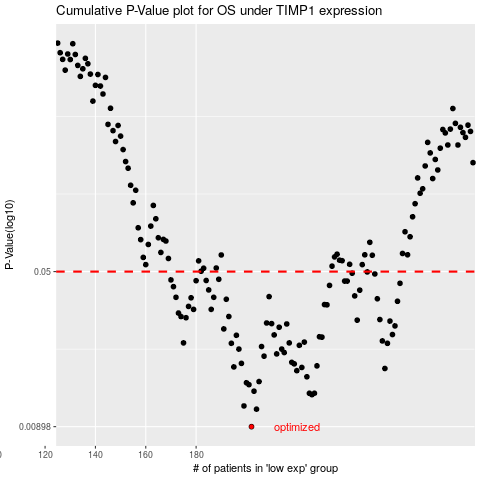 Cumulative P-Value plot for OS under TIMP1 expression
P-Value(log10)
0.05
0.00898
optimized
0 120 140 160 180
# of patients in 'low exp' group